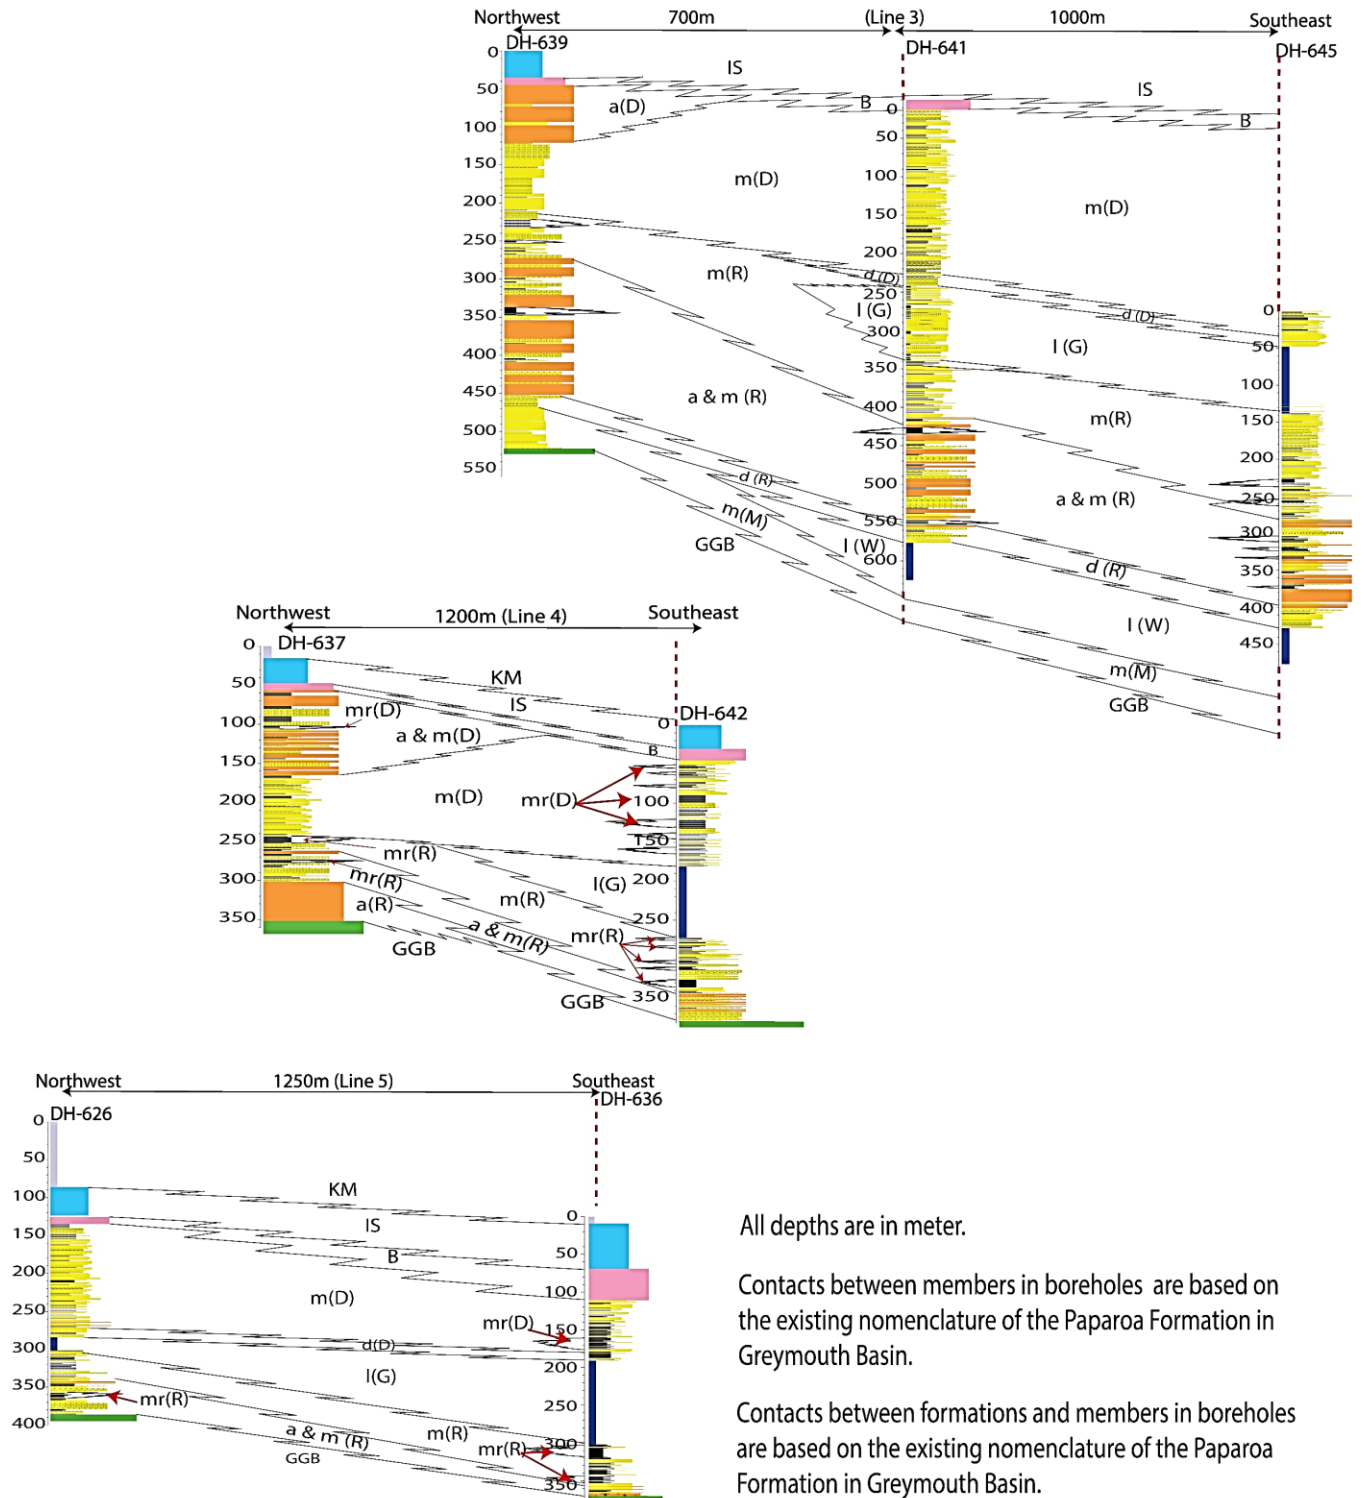 Northwest 700m (Line 3) 1000m Southeast
DH-639 DH-641 DH-645
0
50
100
150
200
250
300
350
400
450
500
550
IS
a(D)
B
m(D)
m(R)
d (D)
l (G)
a & m (R)
d (R)
m(M)
GGB
l (W)
0
50
100
150
200
250
300
350
400
450
500
550
600
IS
B
m(D)
d (D)
l (G)
m(R)
a & m (R)
d (R)
l (W)
m(M)
GGB
0
50
100
150
200
250
300
350
400
450
Northwest 1200m (Line 4) Southeast
DH-637 DH-642
0
50
100
150
200
250
300
350
KM
IS
B
mr(D)
a & m(D)
m(D)
mr(D)
mr(R)
mr(R)
l(G)
a(R)
m(R)
a & m(R)
mr(R)
GGB
GGB
0
100
150
200
250
350
Northwest 1250m (Line 5) Southeast
DH-626 DH-636
0
50
100
150
200
250
300
350
400
KM
IS
B
m(D)
mr(D)
d(D)
l(G)
mr(R)
m(R)
a & m (R)
mr(R)
GGB
0
50
100
150
200
250
300
350
All depths are in meter.
Contacts between members in boreholes are based on
the existing nomenclature of the Paparoa Formation in
Greymouth Basin.
Contacts between formations and members in boreholes
are based on the existing nomenclature of the Paparoa
Formation in Greymouth Basin.